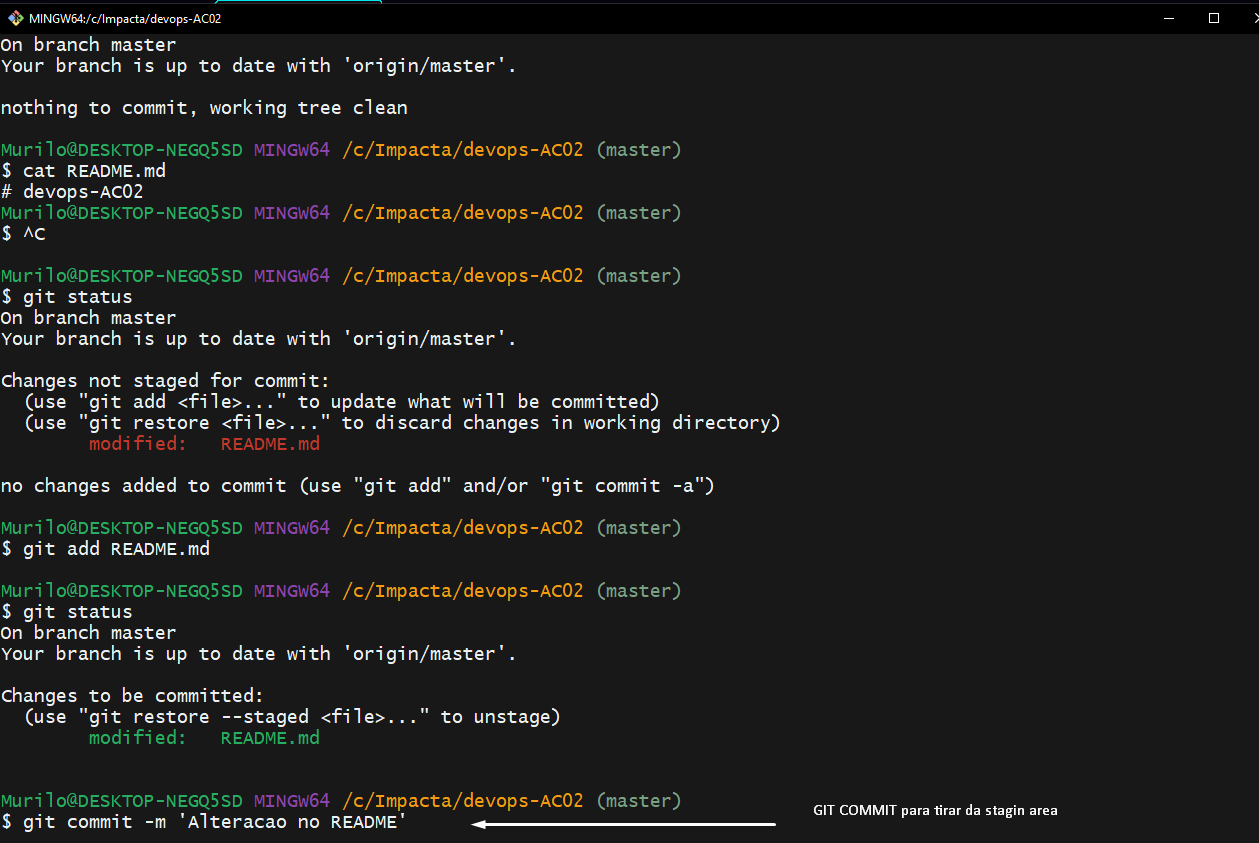 MINGW64:/c/Impacta/devops-AC02
On branch master
Your branch is up to date with 'origin/master'.
nothing to commit, working tree clean
Murilo@DESKTOP-NEGQ5SD MINGW64 /c/Impacta/devops-AC02 (master)
$ cat README.md
# devops-AC02
Murilo@DESKTOP-NEGQ5SD MINGW64 /c/Impacta/devops-AC02 (master)
$ ^C
Murilo@DESKTOP-NEGQ5SD MINGW64 /c/Impacta/devops-AC02 (master)
$ git status
On branch master
Your branch is up to date with 'origin/master'.
Changes not staged for commit:
  (use "git add <file>..." to update what will be committed)
  (use "git restore <file>..." to discard changes in working directory)
        modified:   README.md
no changes added to commit (use "git add" and/or "git commit -a")
Murilo@DESKTOP-NEGQ5SD MINGW64 /c/Impacta/devops-AC02 (master)
$ git add README.md
Murilo@DESKTOP-NEGQ5SD MINGW64 /c/Impacta/devops-AC02 (master)
$ git status
On branch master
Your branch is up to date with 'origin/master'.
Changes to be committed:
  (use "git restore --staged <file>..." to unstage)
        modified:   README.md
Murilo@DESKTOP-NEGQ5SD MINGW64 /c/Impacta/devops-AC02 (master)
$ git commit -m 'Alteracao no README'
GIT COMMIT para tirar da stagin area